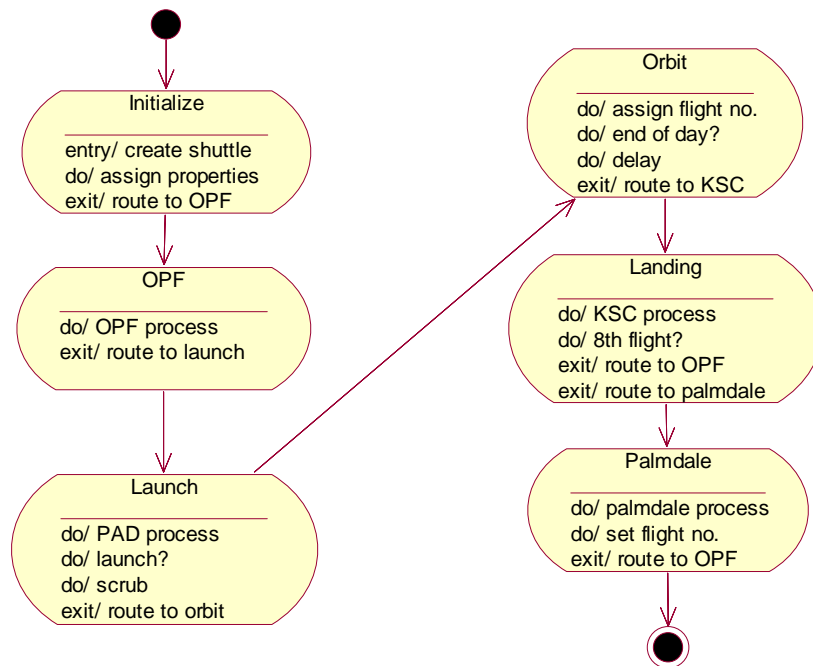 Initialize
entry/ create shuttle
do/ assign properties
exit/ route to OPF
OPF
do/ OPF process
exit/ route to launch
Launch
do/ PAD process
do/ launch?
do/ scrub
exit/ route to orbit
Orbit
do/ assign flight no.
do/ end of day?
do/ delay
exit/ route to KSC
Landing
do/ KSC process
do/ 8th flight?
exit/ route to OPF
exit/ route to palmdale
Palmdale
do/ palmdale process
do/ set flight no.
exit/ route to OPF